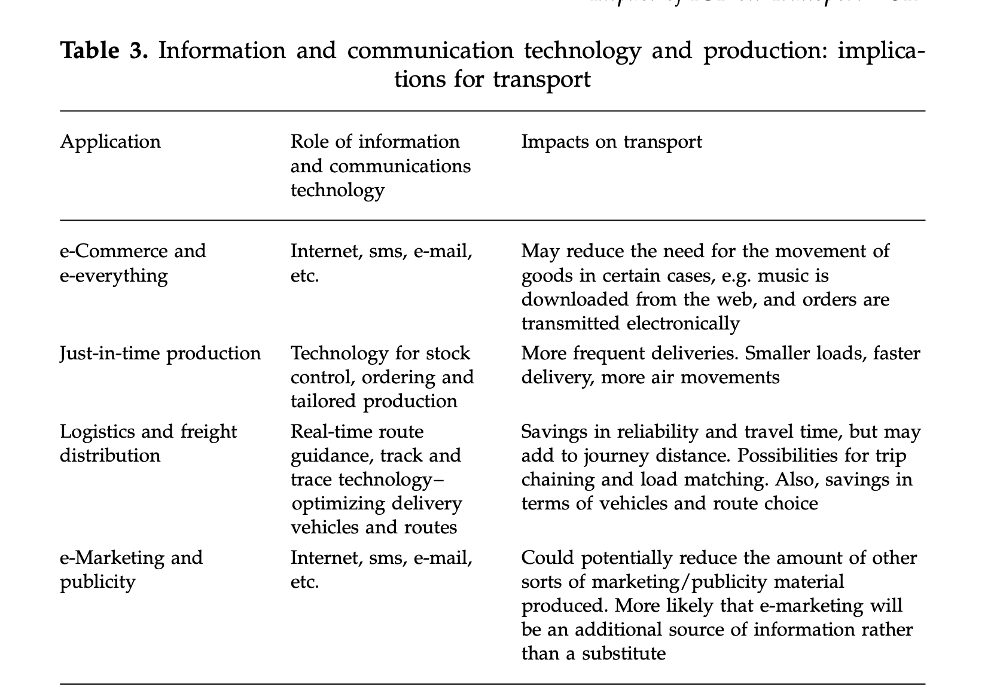 Table 3. Information and communication technology and production: implica-
tions for transport
Application
Role of information
and communications
technology
Impacts on transport
e-Commerce and
e-everything
Internet, sms, e-mail,
etc.
May reduce the need for the movement of
goods in certain cases, e.g. music is
downloaded from the web, and orders are
transmitted electronically
Just-in-time production
Technology for stock
control, ordering and
tailored production
More frequent deliveries. Smaller loads, faster
delivery, more air movements
Logistics and freight
distribution
Real-time route
guidance, track and
trace technology–
optimizing delivery
vehicles and routes
Savings in reliability and travel time, but may
add to journey distance. Possibilities for trip
chaining and load matching. Also, savings in
terms of vehicles and route choice
e-Marketing and
publicity
Internet, sms, e-mail,
etc.
Could potentially reduce the amount of other
sorts of marketing/publicity material
produced. More likely that e-marketing will
be an additional source of information rather
than a substitute